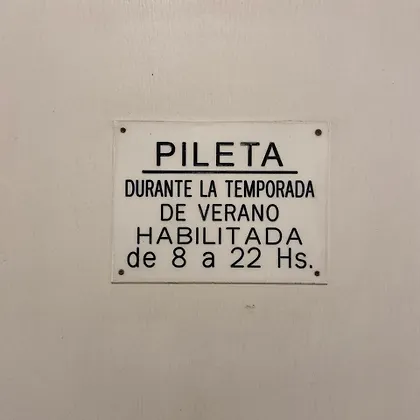 PILETA
DURANTE LA TEMPORADA
DE VERANO
HABILITADA
de 8 a 22 Hs.